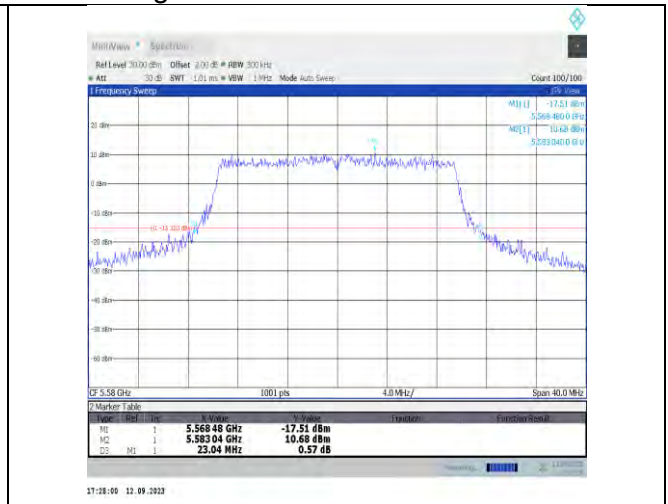 MultiView Spectrum
Ref Level 30.00 dBm Offset 2.00 dB RBW 300 kHz
Att 30 dB SWT 1.01 ms VBW 1 MHz Mode Auto Sweep Count 100/100
1 Frequency Sweep View
M1[1] -17.51 dBm
5.568 480 0 GHz
M2[1] 10.68 dBm
5.583 040 0 GHz
20 dBm
10 dBm
0 dBm
-10 dBm
-20 dBm
-30 dBm
-40 dBm
-50 dBm
-60 dBm
CF 5.58 GHz 1001 pts 4.0 MHz/ Span 40.0 MHz
2 Marker Table
Type Ref Trc X-Value Y-Value Function Function Result
M1 1 5.568 48 GHz -17.51 dBm
M2 1 5.583 04 GHz 10.68 dBm
D3 M1 1 23.04 MHz 0.57 dB
17:28:00 12.09.2023